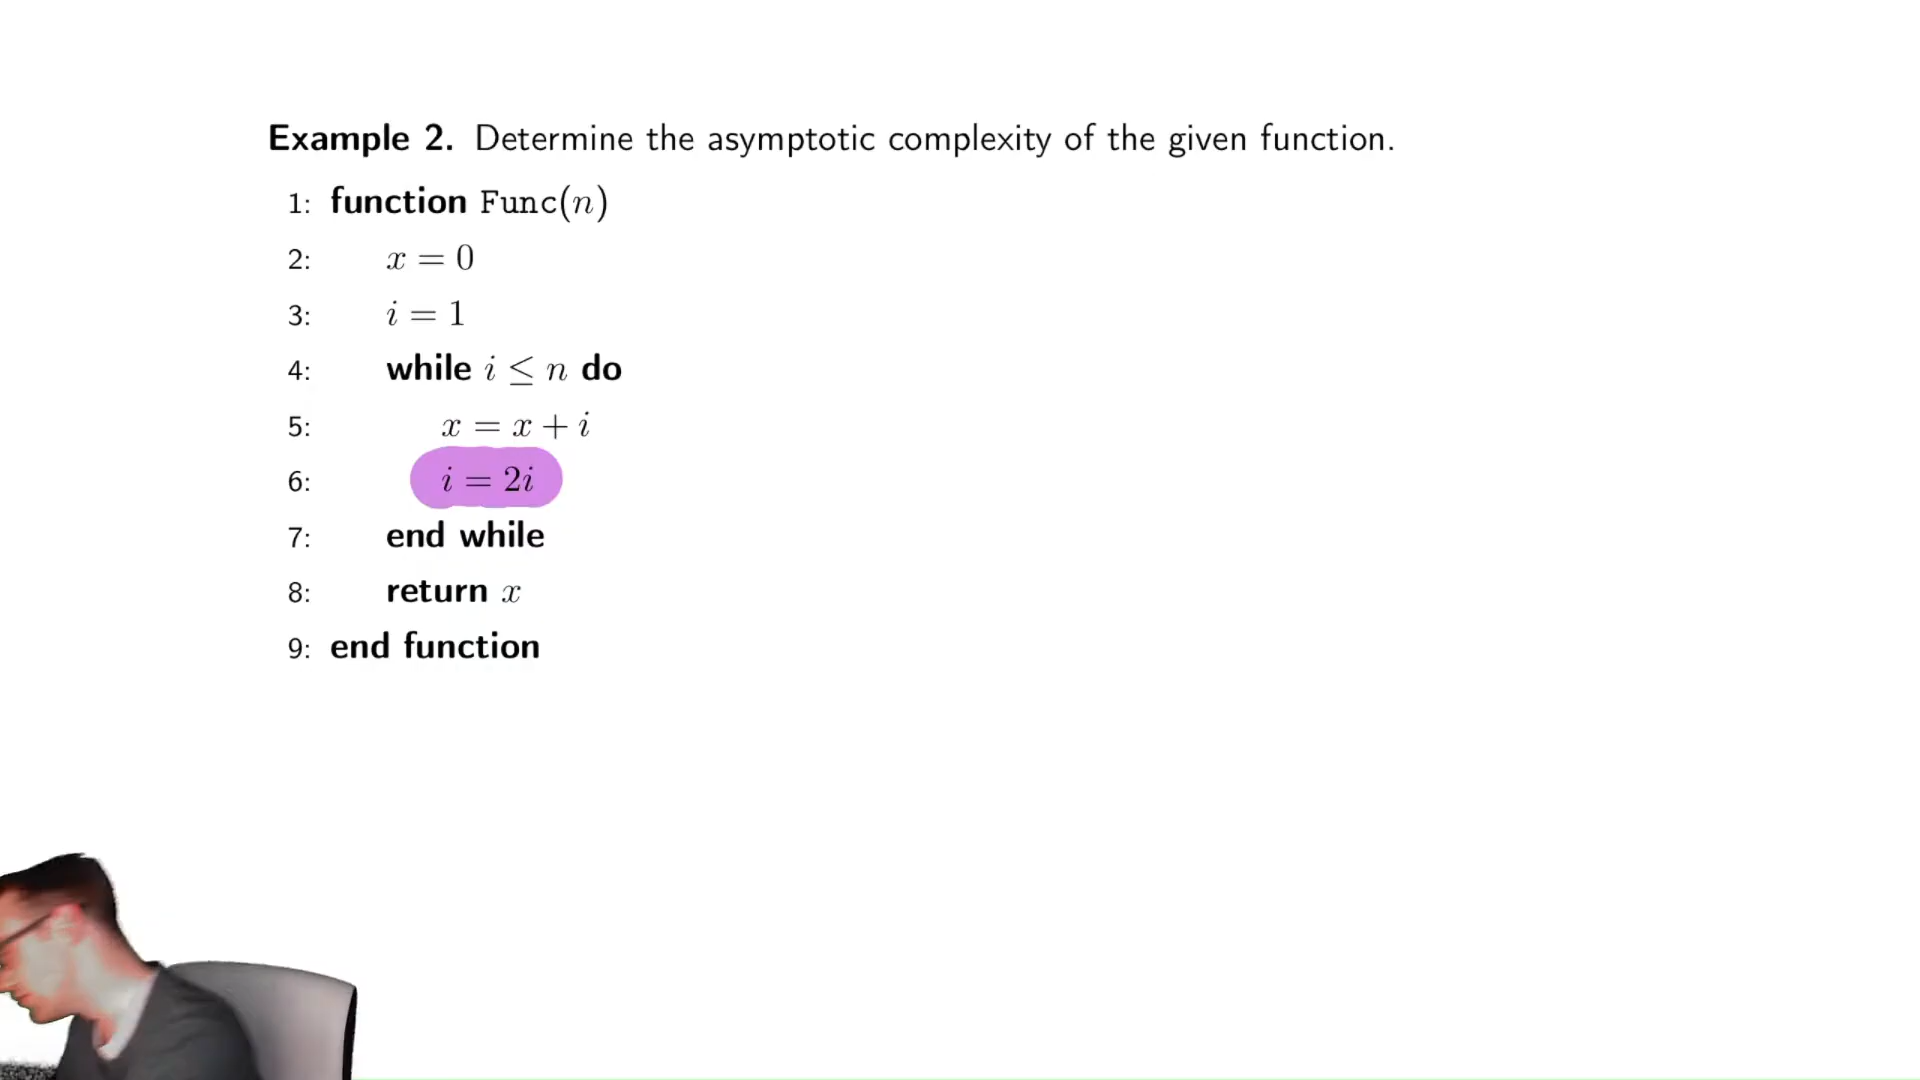 Example 2. Determine the asymptotic complexity of the given function.
1: function Func(n)
2: x = 0
3: i = 1
4: while i ≤ n do
5: x = x + i
6: i = 2i
7: end while
8: return x
9: end function